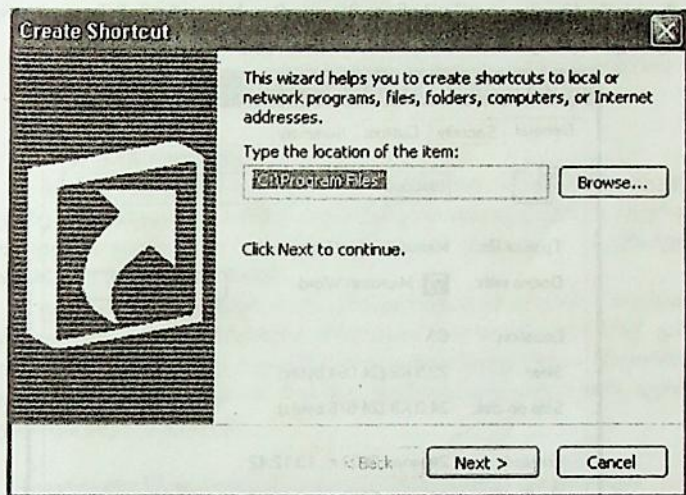 Create Shortcut
This wizard helps you to create shortcuts to local or
network programs, files, folders, computers, or Internet
addresses.
Type the location of the item:
"C:\Program Files"
Browse...
Click Next to continue.
< Back
Next >
Cancel